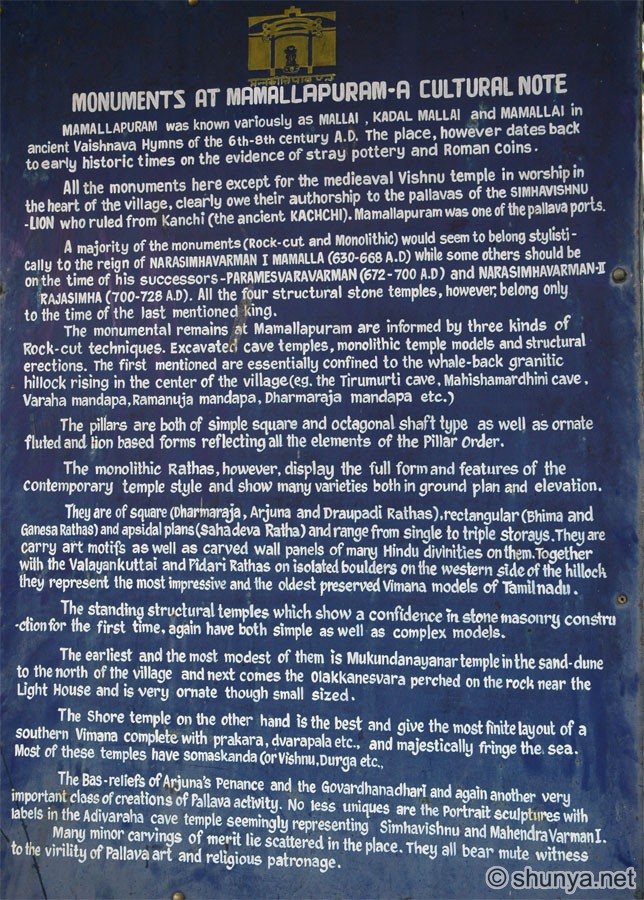 MONUMENTS AT MAMALLAPURAM-A CULTURAL NOTE
MAMALLAPURAM was known variously as MALLAI , KADAL MALLAI and MAMALLAI in
ancient Vaishnava Hymns of the 6th-8th century A.D. The place, however dates back
to early historic times on the evidence of stray pottery and Roman Coins.
All the monuments here except for the medieaval Vishnu temple in worship in
the heart of the village, clearly owe their authorship to the pallavas of the SIMHAVISHNU
-LION who ruled from Kanchi (the ancient KACHCHI). Mamallapuram was one of the pallava ports.
A majority of the monuments (Rock-cut and Monolithic) would seem to belong stylisti-
cally to the reign of NARASIMHAVARMAN I MAMALLA (630-668 A.D) while some others should be
on the time of his successors-PARAMESVARAVARMAN (672-700 A.D) and NARASIMHAVARMAN-II
RAJASIMHA (700-728 A.D). All the four structural stone temples, however, belong only
to the time of the last mentioned king.
The monumental remains at Mamallapuram are informed by three kinds of
Rock-cut techniques. Excavated cave temples, monolithic temple models and structural
erections. The first mentioned are essentially confined to the whale-back granitic
hillock rising in the center of the village(eg. the Tirumurti cave, Mahishamardhini cave,
Varaha mandapa, Ramanuja mandapa, Dharmaraja mandapa etc.)
The pillars are both of simple square and octagonal shaft type as well as ornate
fluted and lion based forms reflecting all the elements of the Pillar Order.
The monolithic Rathas, however, display the full form and features of the
contemporary temple style and show many varieties both in ground plan and elevation.
They are of square (Dharmaraja, Arjuna and Draupadi Rathas), rectangular (Bhima and
Ganesa Rathas) and apsidal plans (Sahadeva Ratha) and range from single to triple storays. They are
carry art motifs as well as carved wall panels of many Hindu divinities on them. Together
with the Valayankuttai and Pidari Rathas on isolated boulders on the western side of the hillock
they represent the most impressive and the oldest preserved Vimana models of Tamilnadu.
The standing structural temples which show a confidence in stone masonry constru
-ction for the first time, again have both simple as well as complex models.
The earliest and the most modest of them is Mukundanayanar temple in the sand-dune
to the north of the village and next comes the Olakkanesvara perched on the rock near the
Light House and is very ornate though small sized.
The Shore temple on the other hand is the best and give the most finite layout of a
southern Vimana complete with prakara, dvarapala etc., and majestically fringe the sea.
Most of these temples have somaskanda (or Vishnu, Durga etc.,
The Bas-reliefs of Arjuna's Penance and the Govardhanadhari and again another very
important class of creations of Pallava activity. No less uniques are the Portrait sculptures with
labels in the Adivaraha cave temple seemingly representing Simhavishnu and Mahendra Varman I.
Many minor carvings of merit lie scattered in the place. They all bear mute witness
to the virility of Pallava art and religious patronage.
© shunya.net